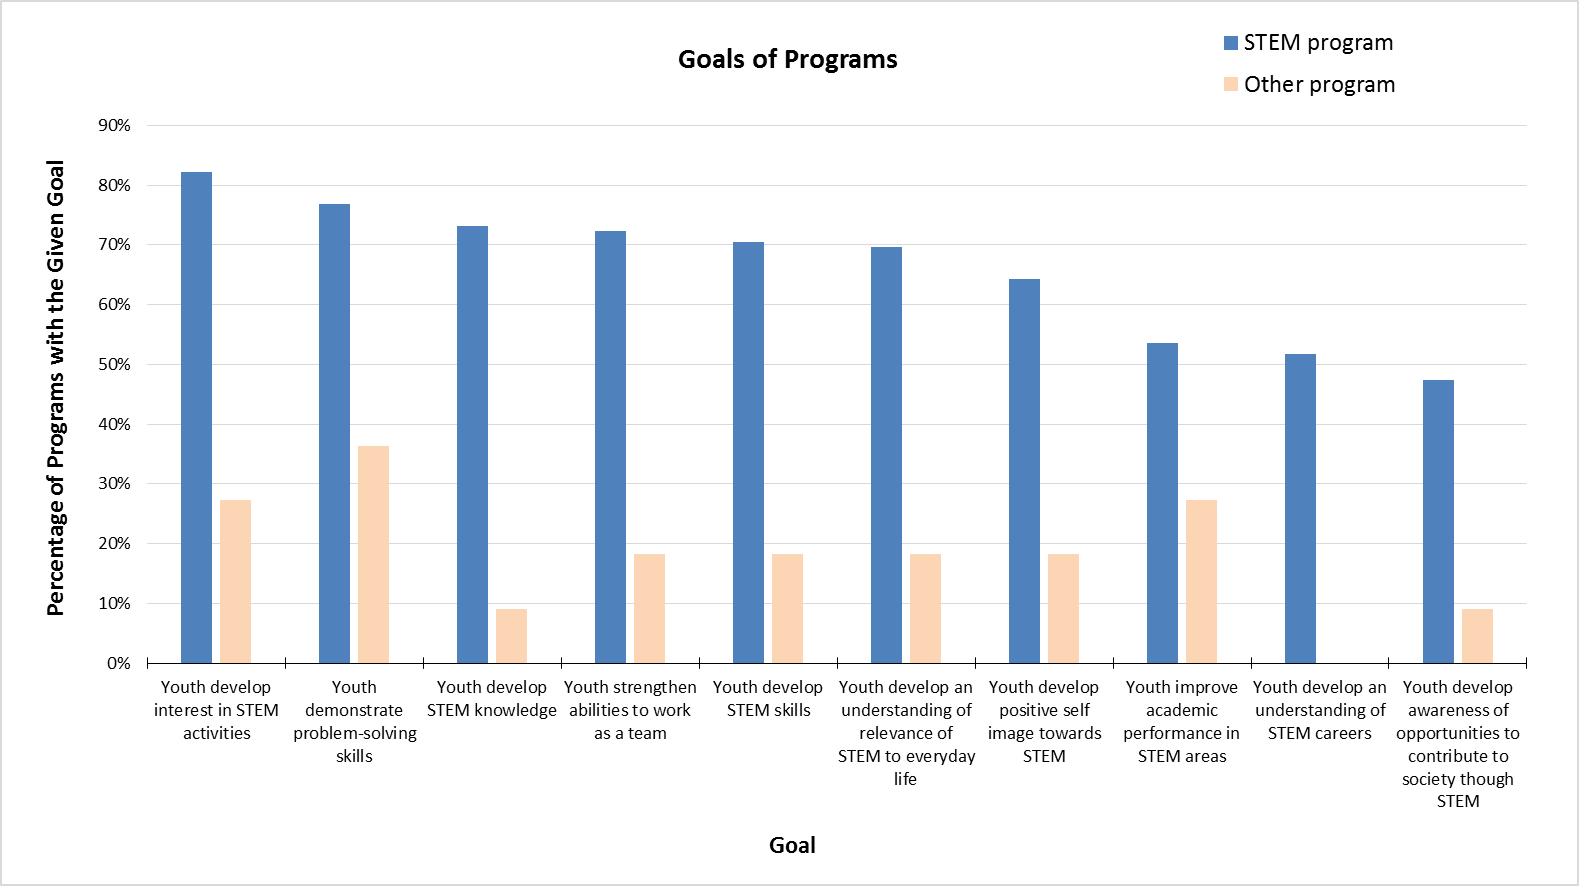 Goals of Programs
STEM program
Other program
Percentage of Programs with the Given Goal
90%
80%
70%
60%
50%
40%
30%
20%
10%
0%
Youth develop
interest in STEM
activities
Youth
demonstrate
problem-solving
skills
Youth develop
STEM knowledge
Youth strengthen
abilities to work
as a team
Youth develop
STEM skills
Youth develop an
understanding of
relevance of
STEM to everyday
life
Youth develop
positive self
image towards
STEM
Youth improve
academic
performance in
STEM areas
Youth develop an
understanding of
STEM careers
Youth develop
awareness of
opportunities to
contribute to
society though
STEM
Goal